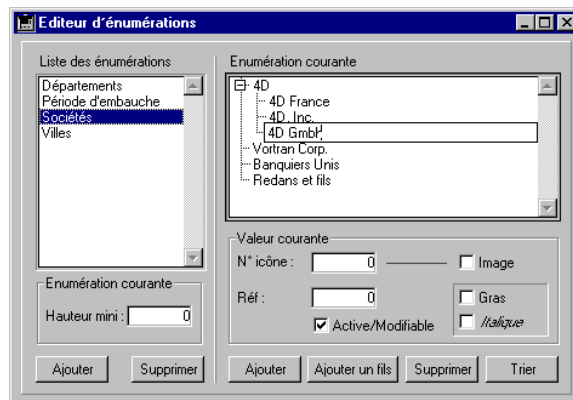 Editeur d'énumérations
Liste des énumérations
Départements
Période d'embauche
Sociétés
Villes
Enumération courante
Hauteur mini : 0
Ajouter Supprimer
Enumération courante
4D
4D France
4D, Inc.
4D GmbH
Vortran Corp.
Banquiers Unis
Redans et fils
Valeur courante
N° icône : 0 Image
Réf : 0 Gras
Active/Modifiable Italique
Ajouter Ajouter un fils Supprimer Trier